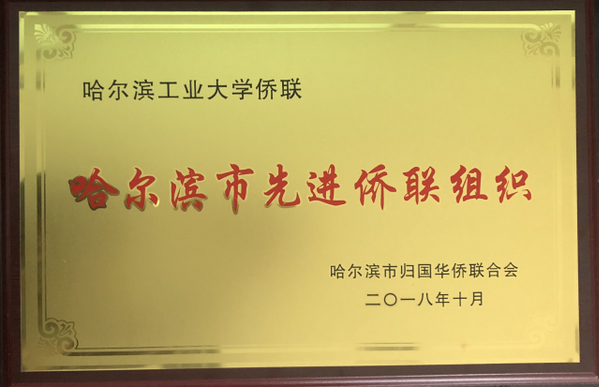 哈尔滨工业大学侨联
哈尔滨市先进侨联组织
哈尔滨市归国华侨联合会
二〇一八年十月